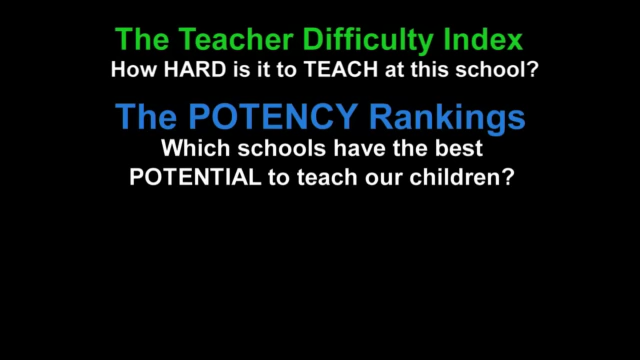 The Teacher Difficulty Index
How HARD is it to TEACH at this school?
The POTENCY Rankings
Which schools have the best
POTENTIAL to teach our children?